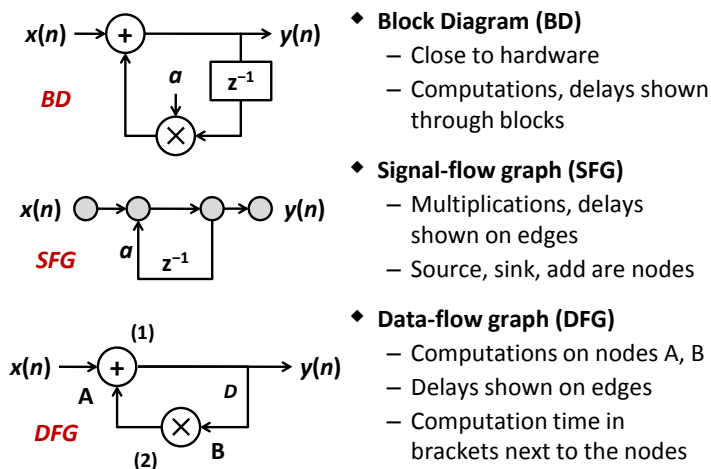 x(n)
+
y(n)
z⁻¹
a
×
BD
◆ Block Diagram (BD)
– Close to hardware
– Computations, delays shown
through blocks
x(n)
y(n)
a
z⁻¹
SFG
◆ Signal-flow graph (SFG)
– Multiplications, delays
shown on edges
– Source, sink, add are nodes
(1)
x(n)
+
y(n)
A
D
×
B
(2)
DFG
◆ Data-flow graph (DFG)
– Computations on nodes A, B
– Delays shown on edges
– Computation time in
brackets next to the nodes